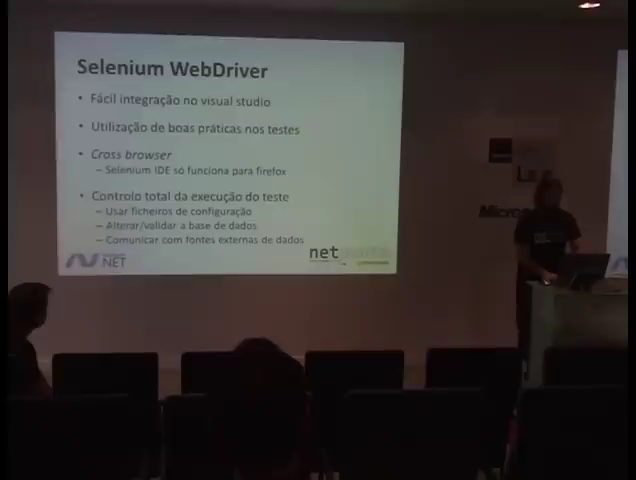 Selenium WebDriver
• Fácil integração no visual studio
• Utilização de boas práticas nos testes
• Cross browser
– Selenium IDE só funciona para firefox
• Controlo total da execução do teste
– Usar ficheiros de configuração
– Alterar/validar a base de dados
– Comunicar com fontes externas de dados
NET
netponto